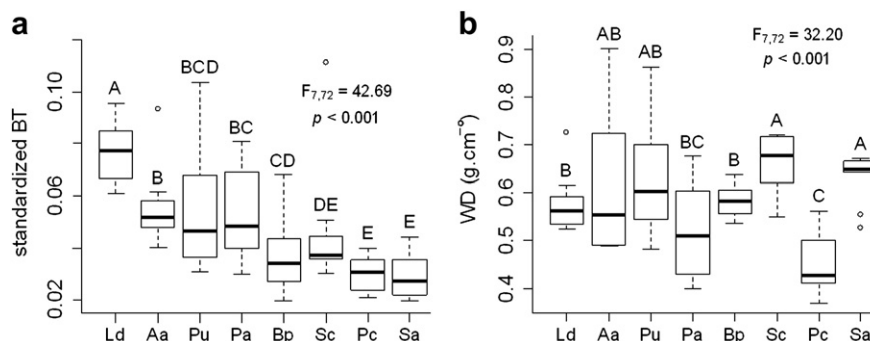 a
standardized BT
0.10
0.06
0.02
A
B
BCD
BC
CD
DE
E
E
F7,72 = 42.69
p < 0.001
Ld Aa Pu Pa Bp Sc Pc Sa
b
WD (g.cm⁻³)
0.9
0.8
0.7
0.6
0.5
0.4
B
AB
AB
BC
B
A
C
A
F7,72 = 32.20
p < 0.001
Ld Aa Pu Pa Bp Sc Pc Sa